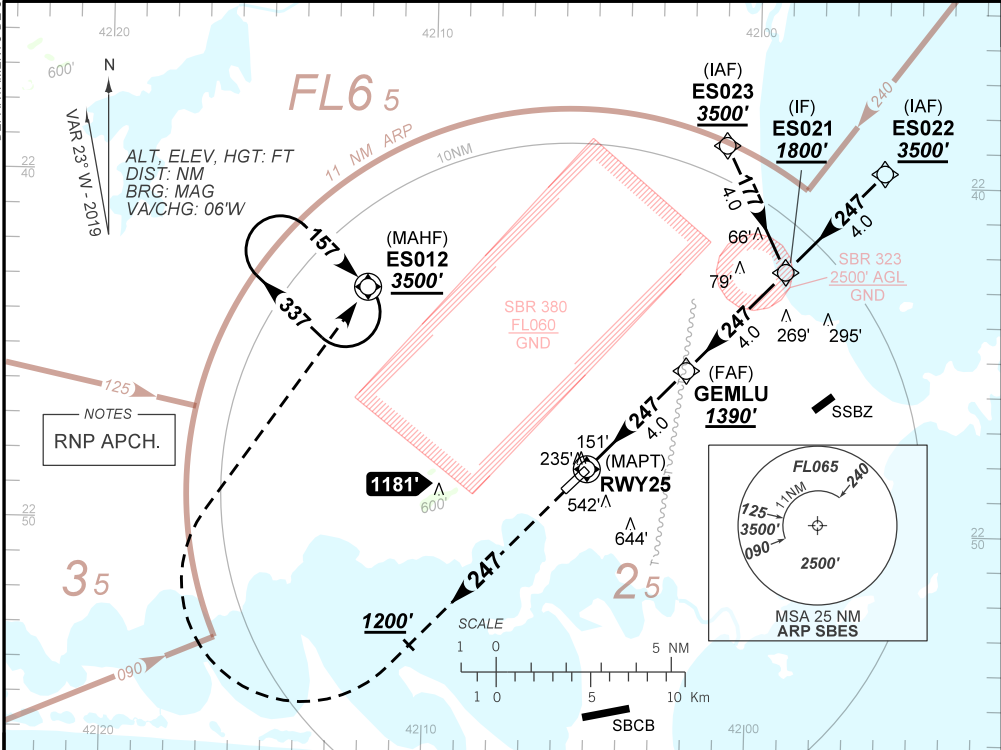 42 20
42 10
42 00
600'
N
VAR 23° W - 2019
ALT, ELEV, HGT: FT
DIST: NM
BRG: MAG
VA/CHG: 06'W
FL6 5
11 NM ARP
10NM
(IAF)
ES023
3500'
(IF)
ES021
1800'
(IAF)
ES022
3500'
240
22
40
22
40
177
4.0
247
4.0
66'
79'
SBR 323
2500' AGL
GND
(MAHF)
ES012
3500'
157
337
SBR 380
FL060
GND
247
4.0
269'
295'
(FAF)
GEMLU
1390'
SSBZ
125
NOTES
RNP APCH.
247
4.0
151'
235'
(MAPT)
RWY25
542'
644'
1181'
600'
22
50
22
50
FL065
240
11NM
125
3500'
090
2500'
MSA 25 NM
ARP SBES
3 5
2 5
247
1200'
090
SCALE
1 0 5 NM
1 0 5 10 Km
SBCB
42 20
42 10
42 00